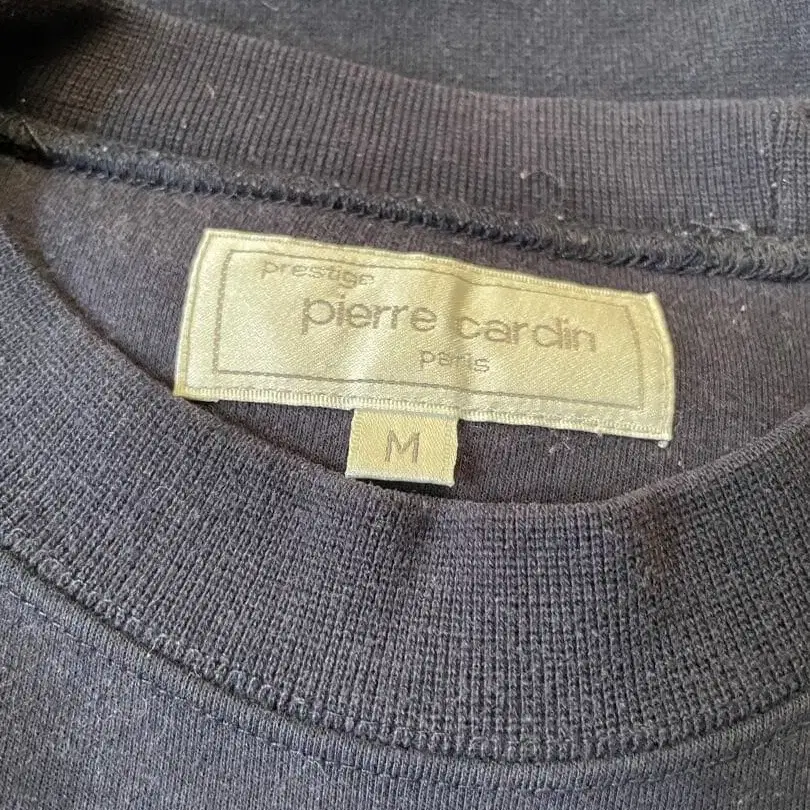 prestige
pierre cardin
paris
M